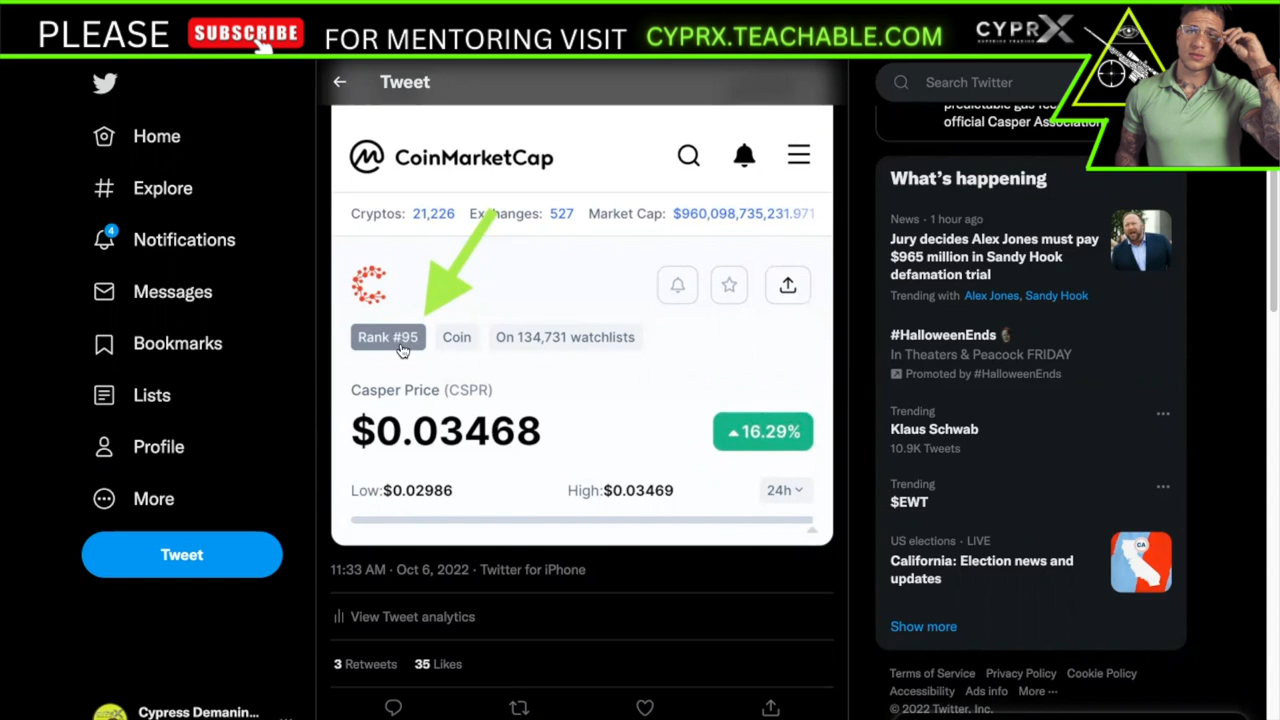 PLEASE SUBSCRIBE FOR MENTORING VISIT CYPRX.TEACHABLE.COM CYPRX
SUPERIOR TRADING
Home
Explore
4
Notifications
Messages
Bookmarks
Lists
Profile
More
Tweet
Cypress Demanin...
Tweet
CoinMarketCap
Cryptos: 21,226 Exchanges: 527 Market Cap: $960,098,735,231.971
Rank #95 Coin On 134,731 watchlists
Casper Price (CSPR)
$0.03468 16.29%
Low:$0.02986 High:$0.03469 24h
11:33 AM · Oct 6, 2022 · Twitter for iPhone
View Tweet analytics
3 Retweets 35 Likes
Search Twitter
official Casper Association
What's happening
News · 1 hour ago
Jury decides Alex Jones must pay
$965 million in Sandy Hook
defamation trial
Trending with Alex Jones, Sandy Hook
#HalloweenEnds
In Theaters & Peacock FRIDAY
Promoted by #HalloweenEnds
Trending
Klaus Schwab
10.9K Tweets
Trending
$EWT
US elections · LIVE
California: Election news and
updates
CA
Show more
Terms of Service Privacy Policy Cookie Policy
Accessibility Ads info More
© 2022 Twitter, Inc.